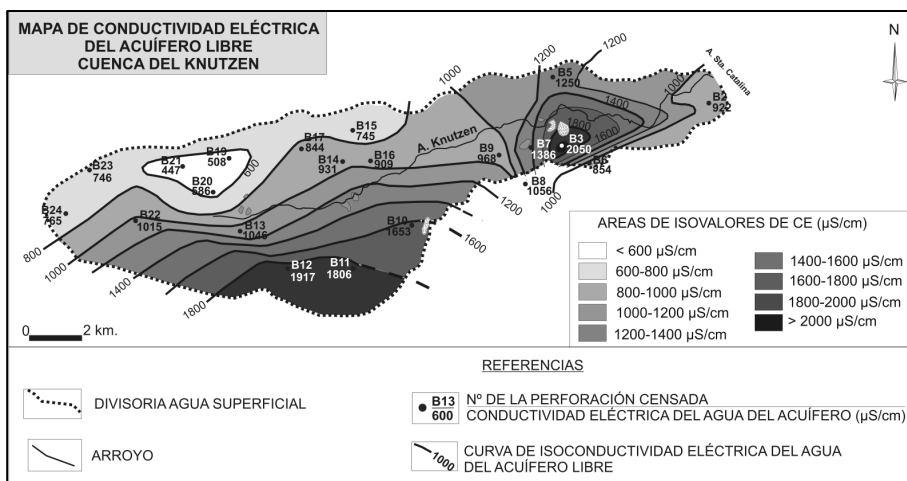 MAPA DE CONDUCTIVIDAD ELÉCTRICA
DEL ACUÍFERO LIBRE
CUENCA DEL KNUTZEN
N
1200
1200
1000
1000
A. Sta. Catalina
B5
1250
B2
922
1400
1800
1600
B3
2050
B7
1386
B6
854
1000
B8
1056
B9
968
A. Knutzen
B15
745
B17
844
B14
931
B16
909
B19
508
B21
447
B20
586
600
B23
746
B24
765
B22
1015
B13
1046
B10
1653
1200
1600
B12
1917
B11
1806
800
1000
1400
1800
0 2 km.
AREAS DE ISOVALORES DE CE (µS/cm)
< 600 µS/cm
600-800 µS/cm
800-1000 µS/cm
1000-1200 µS/cm
1200-1400 µS/cm
1400-1600 µS/cm
1600-1800 µS/cm
1800-2000 µS/cm
> 2000 µS/cm
REFERENCIAS
DIVISORIA AGUA SUPERFICIAL
ARROYO
B13
600
Nº DE LA PERFORACIÓN CENSADA
CONDUCTIVIDAD ELÉCTRICA DEL AGUA DEL ACUÍFERO (µS/cm)
1000
CURVA DE ISOCONDUCTIVIDAD ELÉCTRICA DEL AGUA
DEL ACUÍFERO LIBRE